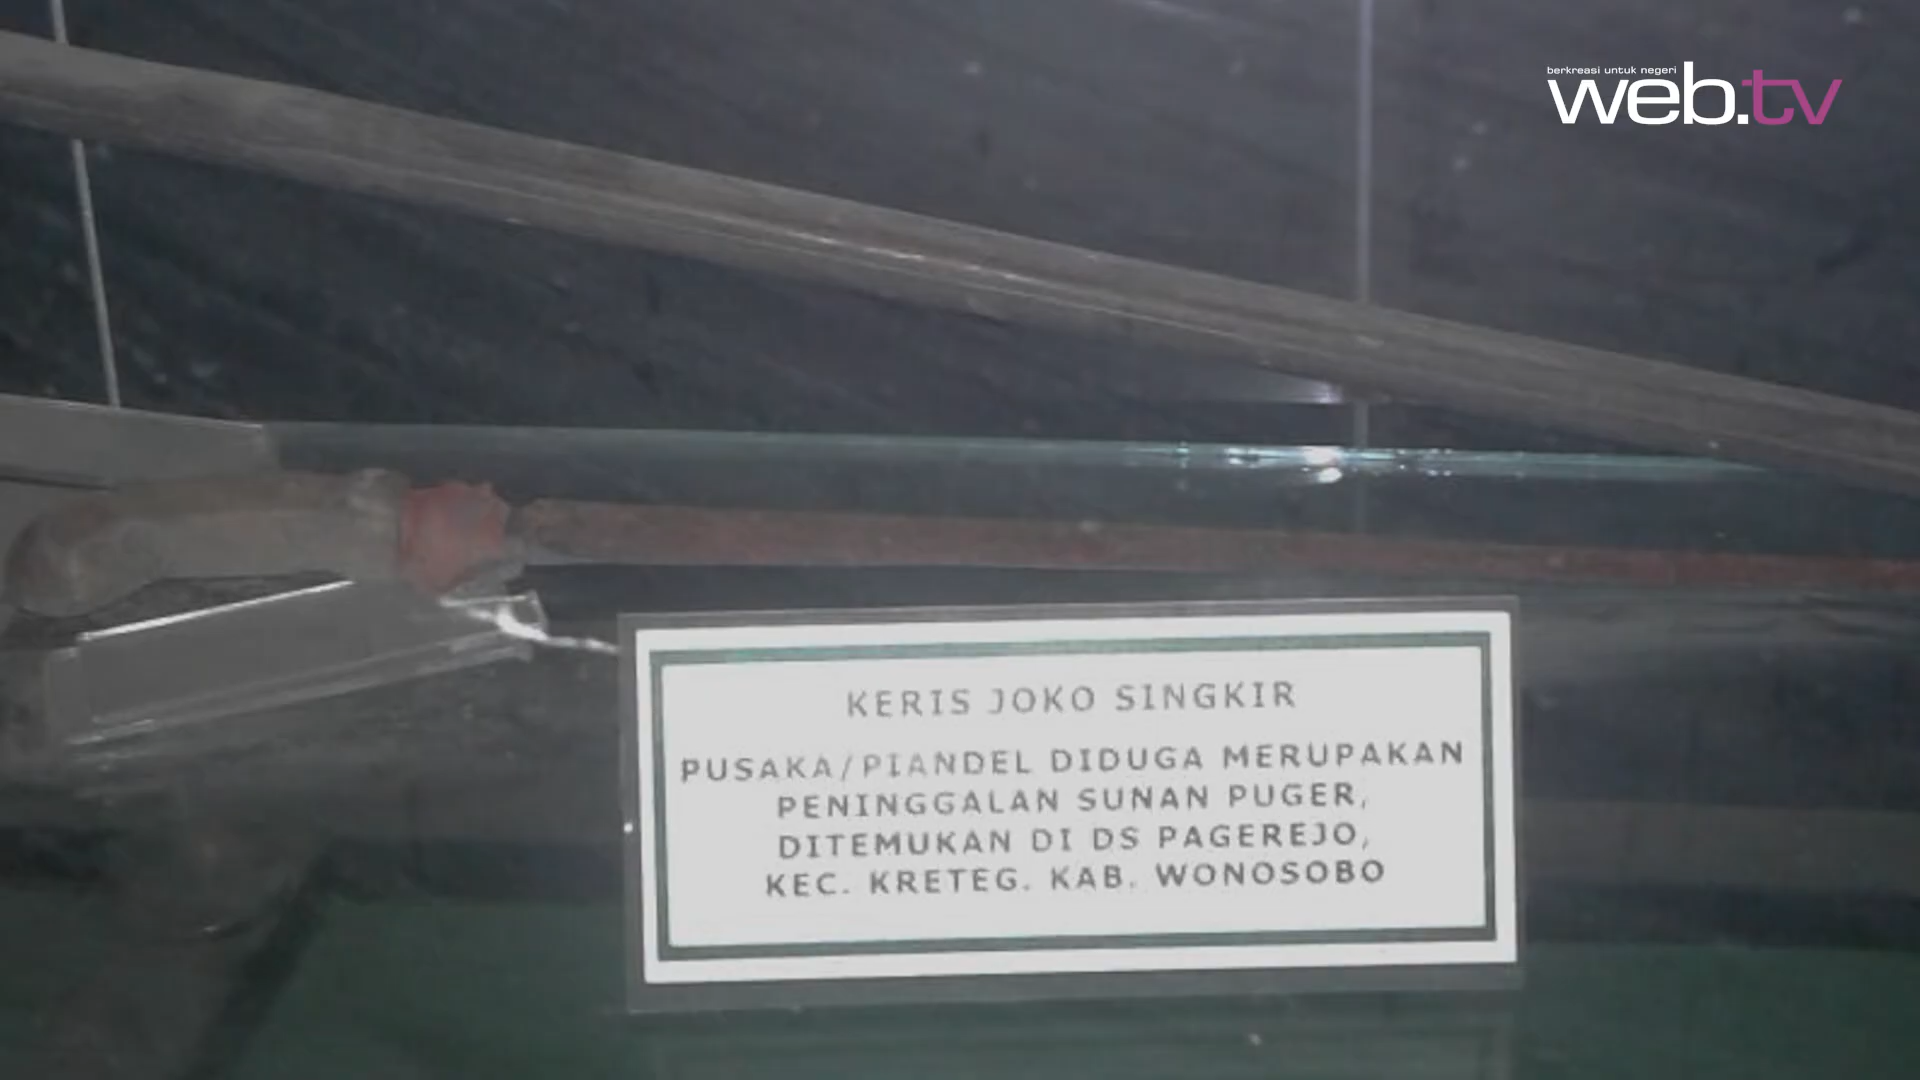 berkreasi untuk negeri
web.tv
KERIS JOKO SINGKIR
PUSAKA/PIANDEL DIDUGA MERUPAKAN
PENINGGALAN SUNAN PUGER,
DITEMUKAN DI DS PAGEREJO,
KEC. KRETEG. KAB. WONOSOBO